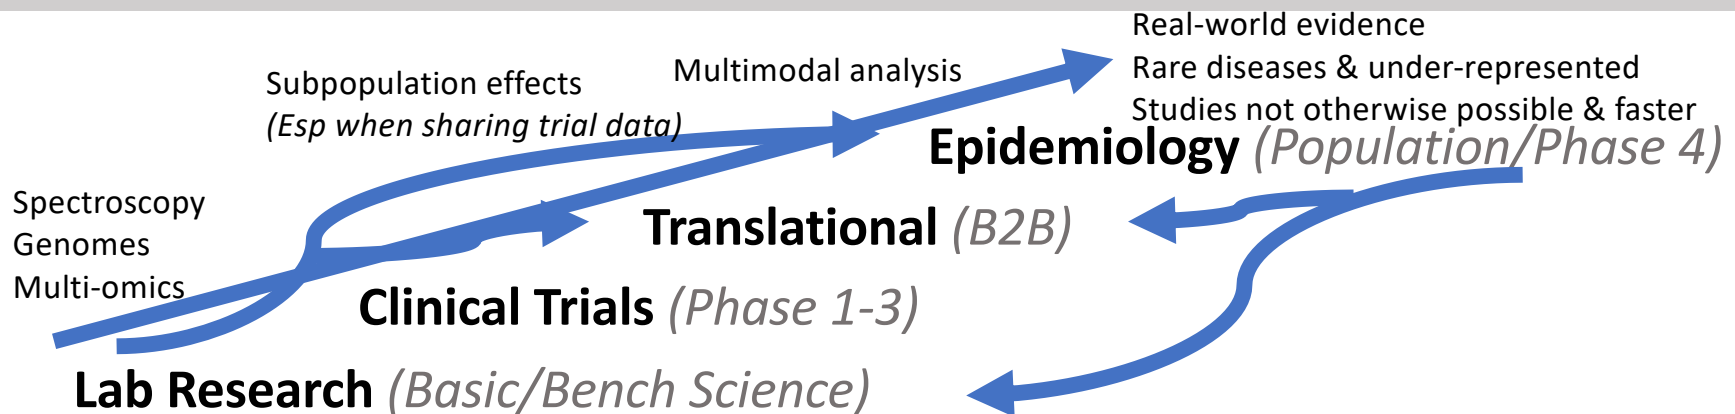 Real-world evidence
Rare diseases & under-represented
Studies not otherwise possible & faster
Multimodal analysis
Subpopulation effects
(Esp when sharing trial data)
Epidemiology (Population/Phase 4)
Spectroscopy
Genomes
Multi-omics
Translational (B2B)
Clinical Trials (Phase 1-3)
Lab Research (Basic/Bench Science)